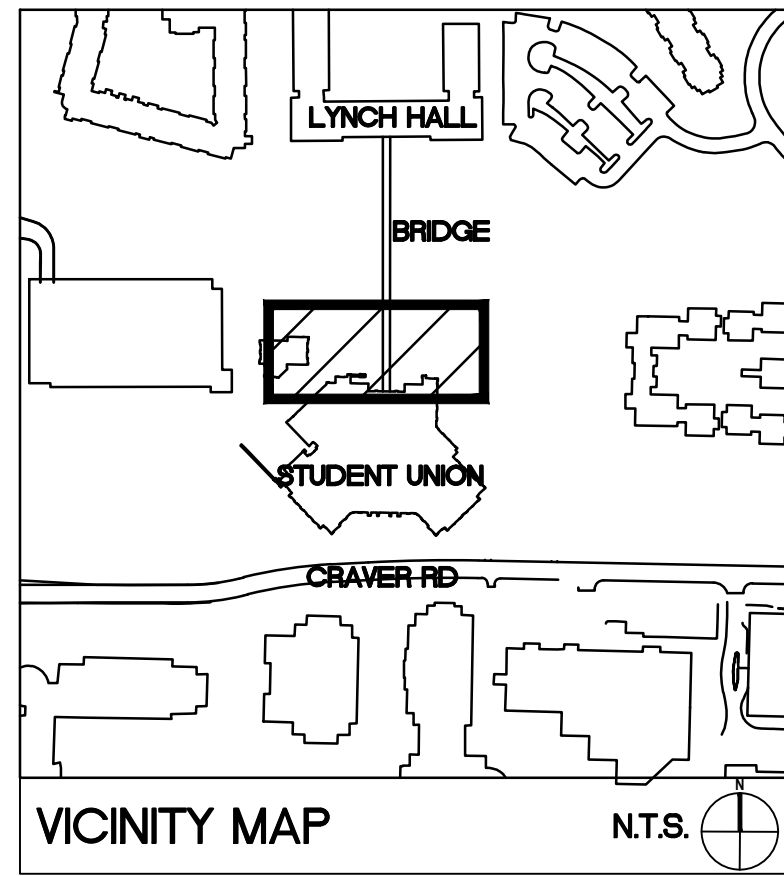 LYNCH HALL
BRIDGE
STUDENT UNION
CRAVER RD
VICINITY MAP
N.T.S.
N